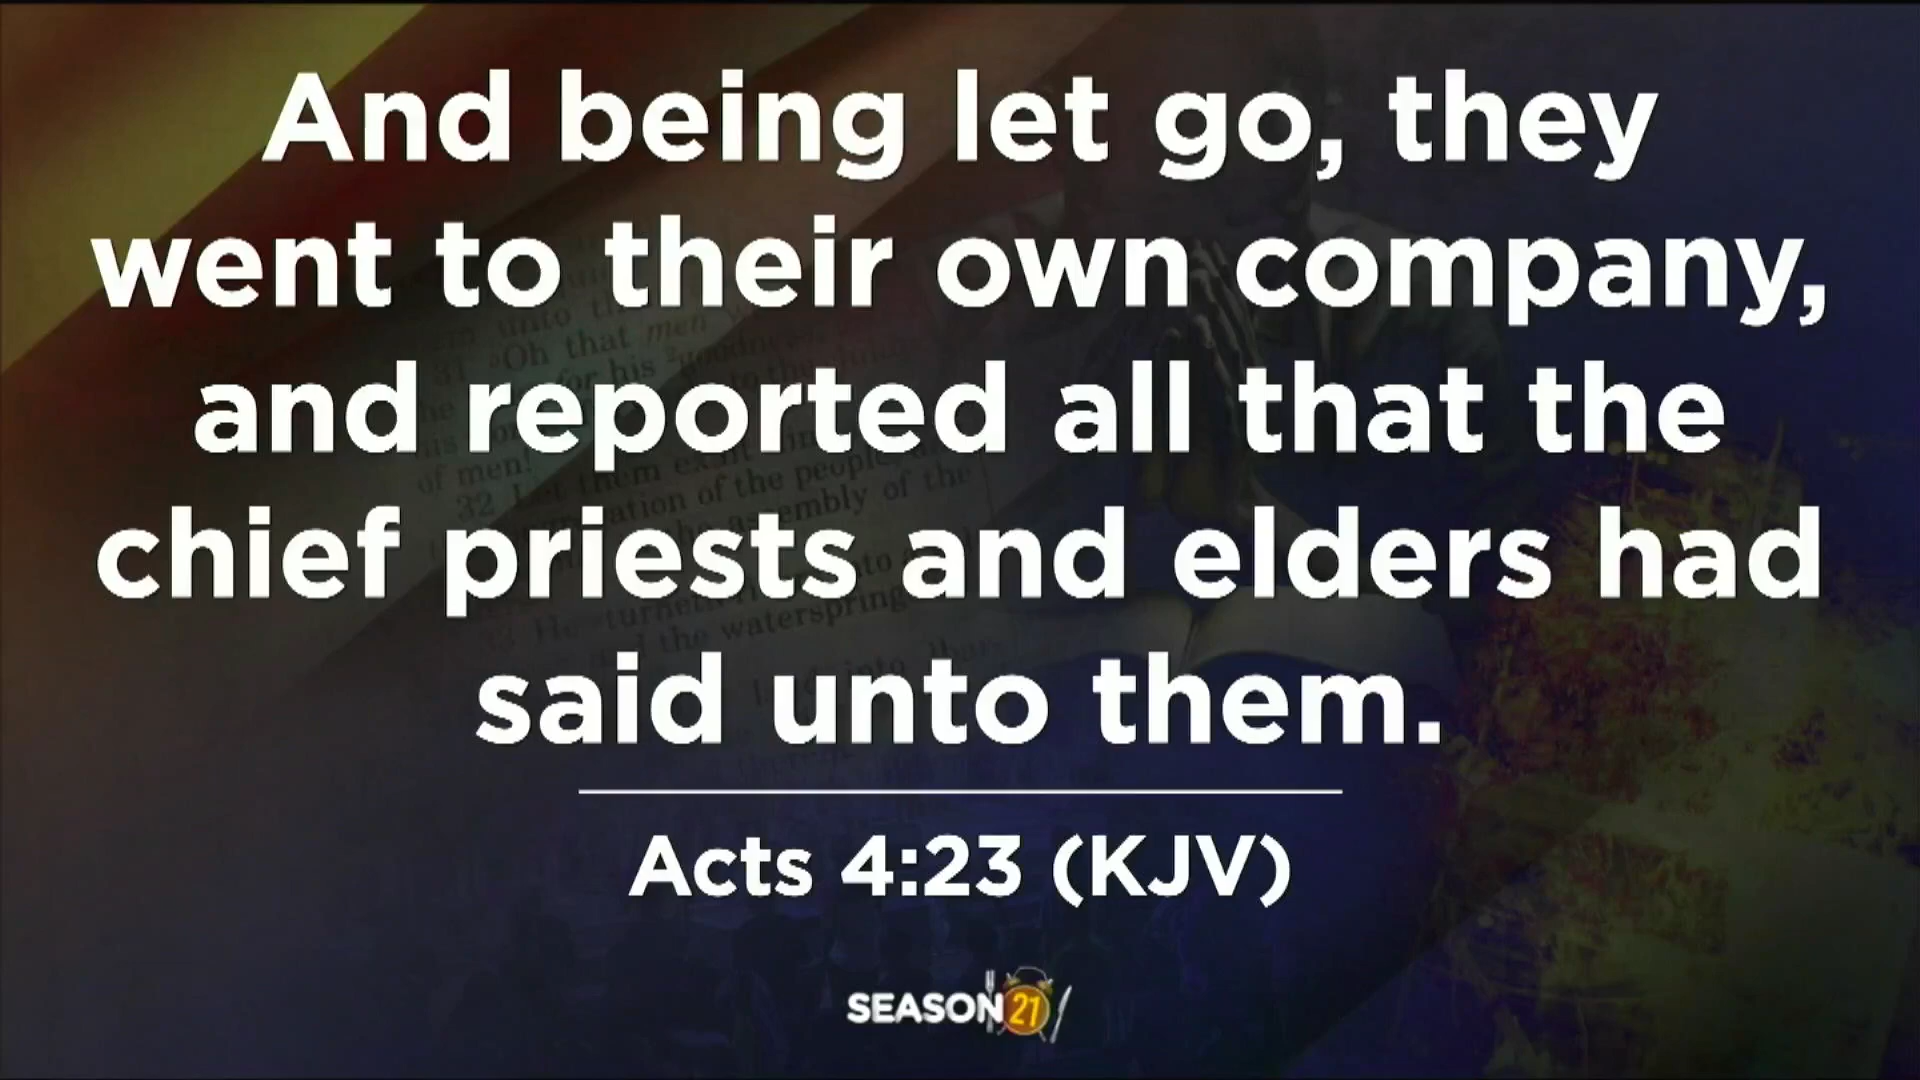 And being let go, they
went to their own company,
and reported all that the
chief priests and elders had
said unto them.
Acts 4:23 (KJV)
SEASON 21